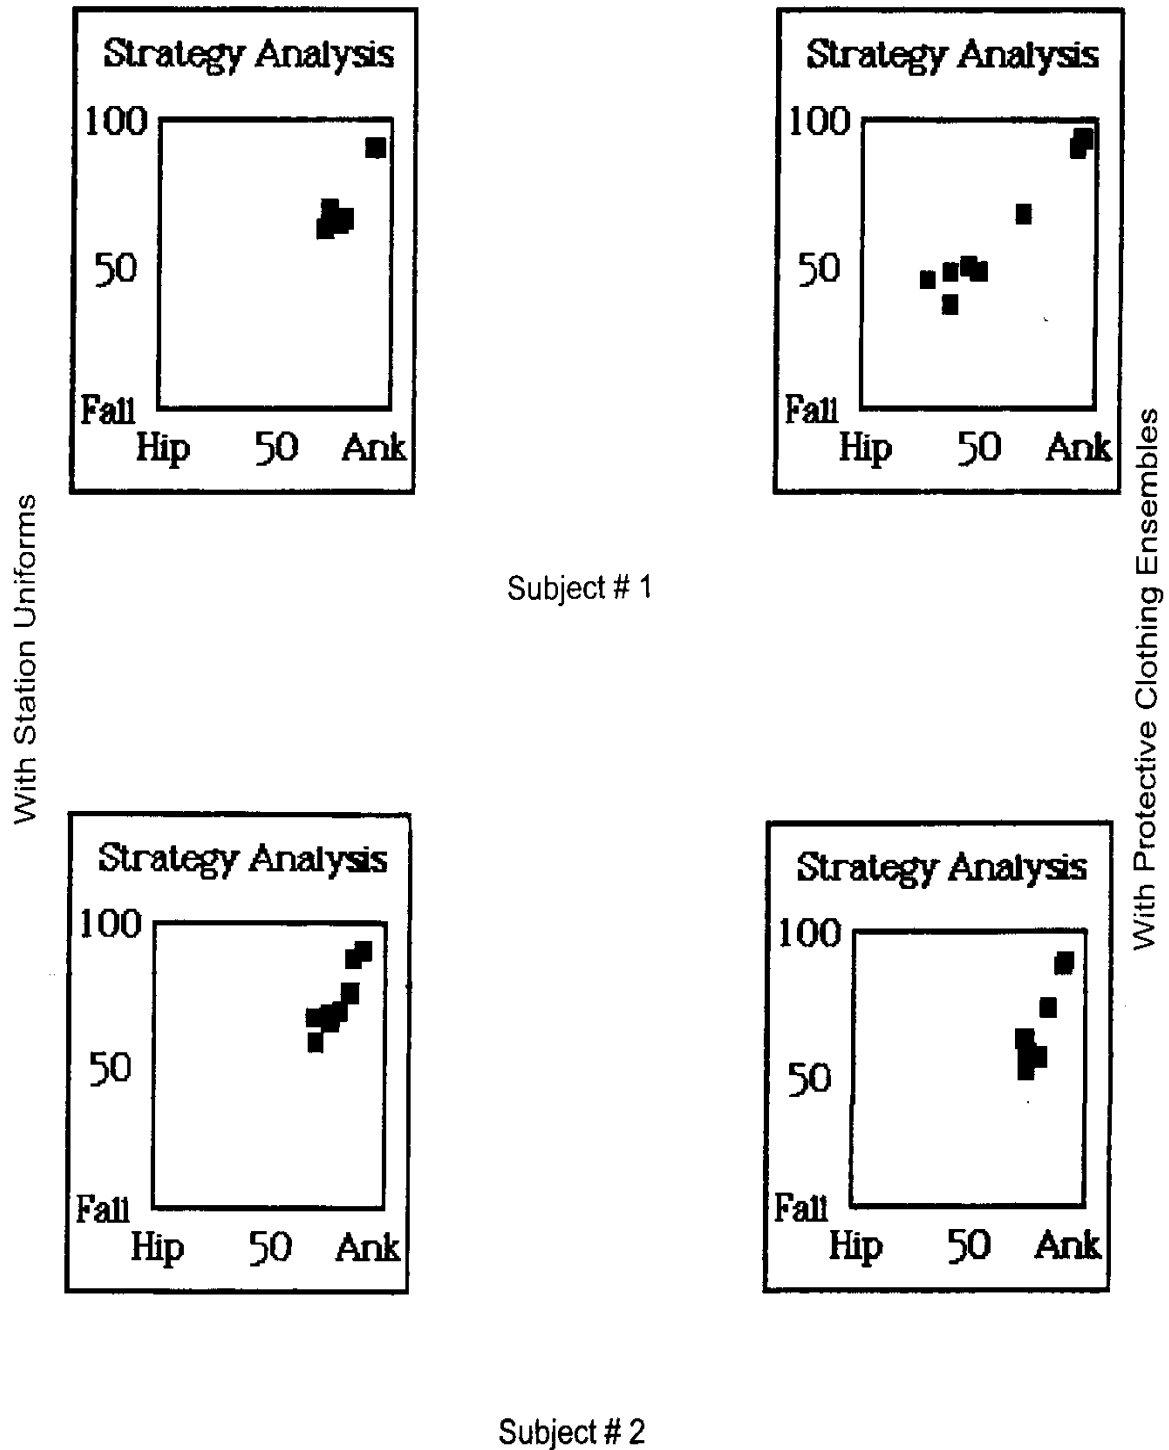 Strategy Analysis
100
50
Fall
Hip 50 Ank
Strategy Analysis
100
50
Fall
Hip 50 Ank
With Station Uniforms
With Protective Clothing Ensembles
Subject # 1
Strategy Analysis
100
50
Fall
Hip 50 Ank
Strategy Analysis
100
50
Fall
Hip 50 Ank
Subject # 2